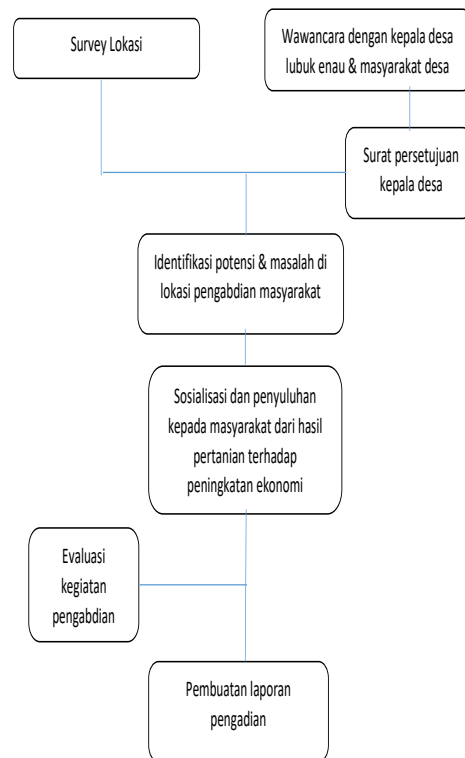 Survey Lokasi
Wawancara dengan kepala desa
lubuk enau & masyarakat desa
Surat persetujuan
kepala desa
Identifikasi potensi & masalah di
lokasi pengabdian masyarakat
Sosialisasi dan penyuluhan
kepada masyarakat dari hasil
pertanian terhadap
peningkatan ekonomi
Evaluasi
kegiatan
pengabdian
Pembuatan laporan
pengadian